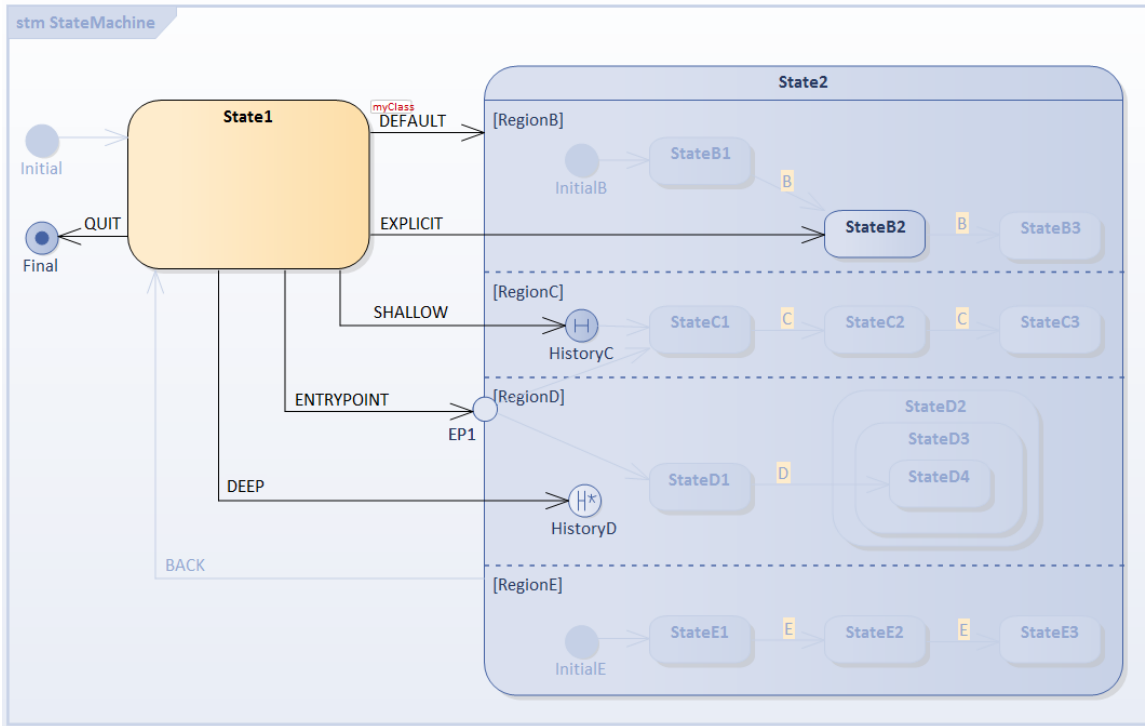 stm StateMachine
State2
State1
myClass
DEFAULT
[RegionB]
Initial
InitialB
StateB1
B
QUIT
EXPLICIT
StateB2
B
StateB3
Final
[RegionC]
SHALLOW
HistoryC
StateC1
C
StateC2
C
StateC3
ENTRYPOINT
EP1
[RegionD]
StateD2
StateD3
StateD1
D
StateD4
DEEP
HistoryD
BACK
[RegionE]
InitialE
StateE1
E
StateE2
E
StateE3